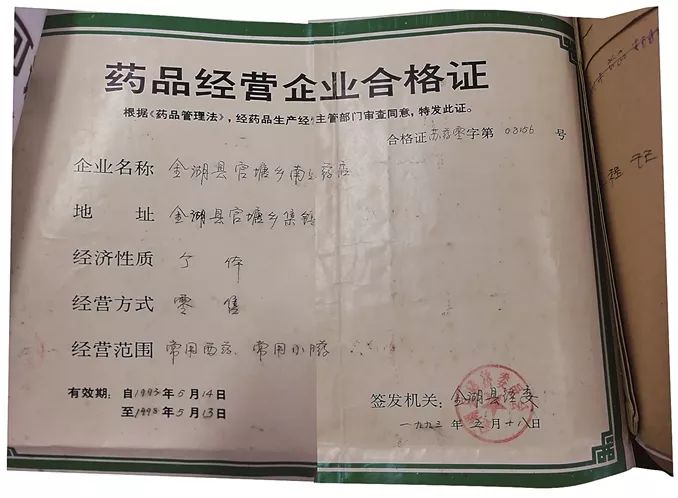 药品经营企业合格证
根据《药品管理法》，经药品生产经 主管部门审查同意，特发此证。
合格证苏药零字第 03156 号
企业名称 金湖县官塘乡南 药店
地 址 金湖县官塘乡集镇
经济性质 个体
经营方式 零售
经营范围 常用西药、常用
有效期：自1993年5月14日
至1998年5月13日
签发机关：金湖县经委
一九九三年五月十八日